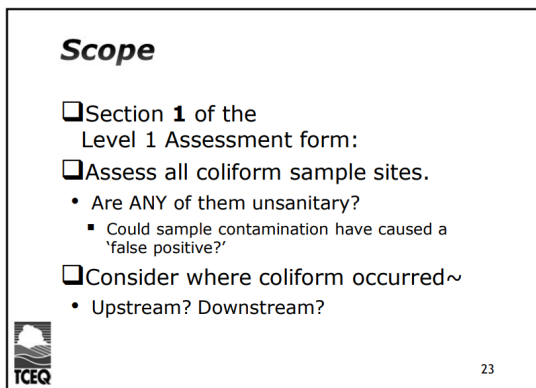 Scope
❑Section 1 of the
Level 1 Assessment form:
❑Assess all coliform sample sites.
• Are ANY of them unsanitary?
▪ Could sample contamination have caused a
‘false positive?’
❑Consider where coliform occurred~
• Upstream? Downstream?
TCEQ
23